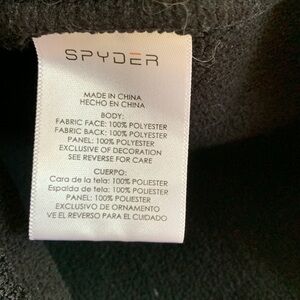 SPYDER
MADE IN CHINA
HECHO EN CHINA
BODY:
FABRIC FACE: 100% POLYESTER
FABRIC BACK: 100% POLYESTER
PANEL: 100% POLYESTER
EXCLUSIVE OF DECORATION
SEE REVERSE FOR CARE
CUERPO:
Cara de la tela: 100% POLIESTER
Espalda de tela: 100% POLIESTER
PANEL: 100% POLIESTER
EXCLUSIVO DE ORNAMENTO
VE EL REVERSO PARA EL CUIDADO